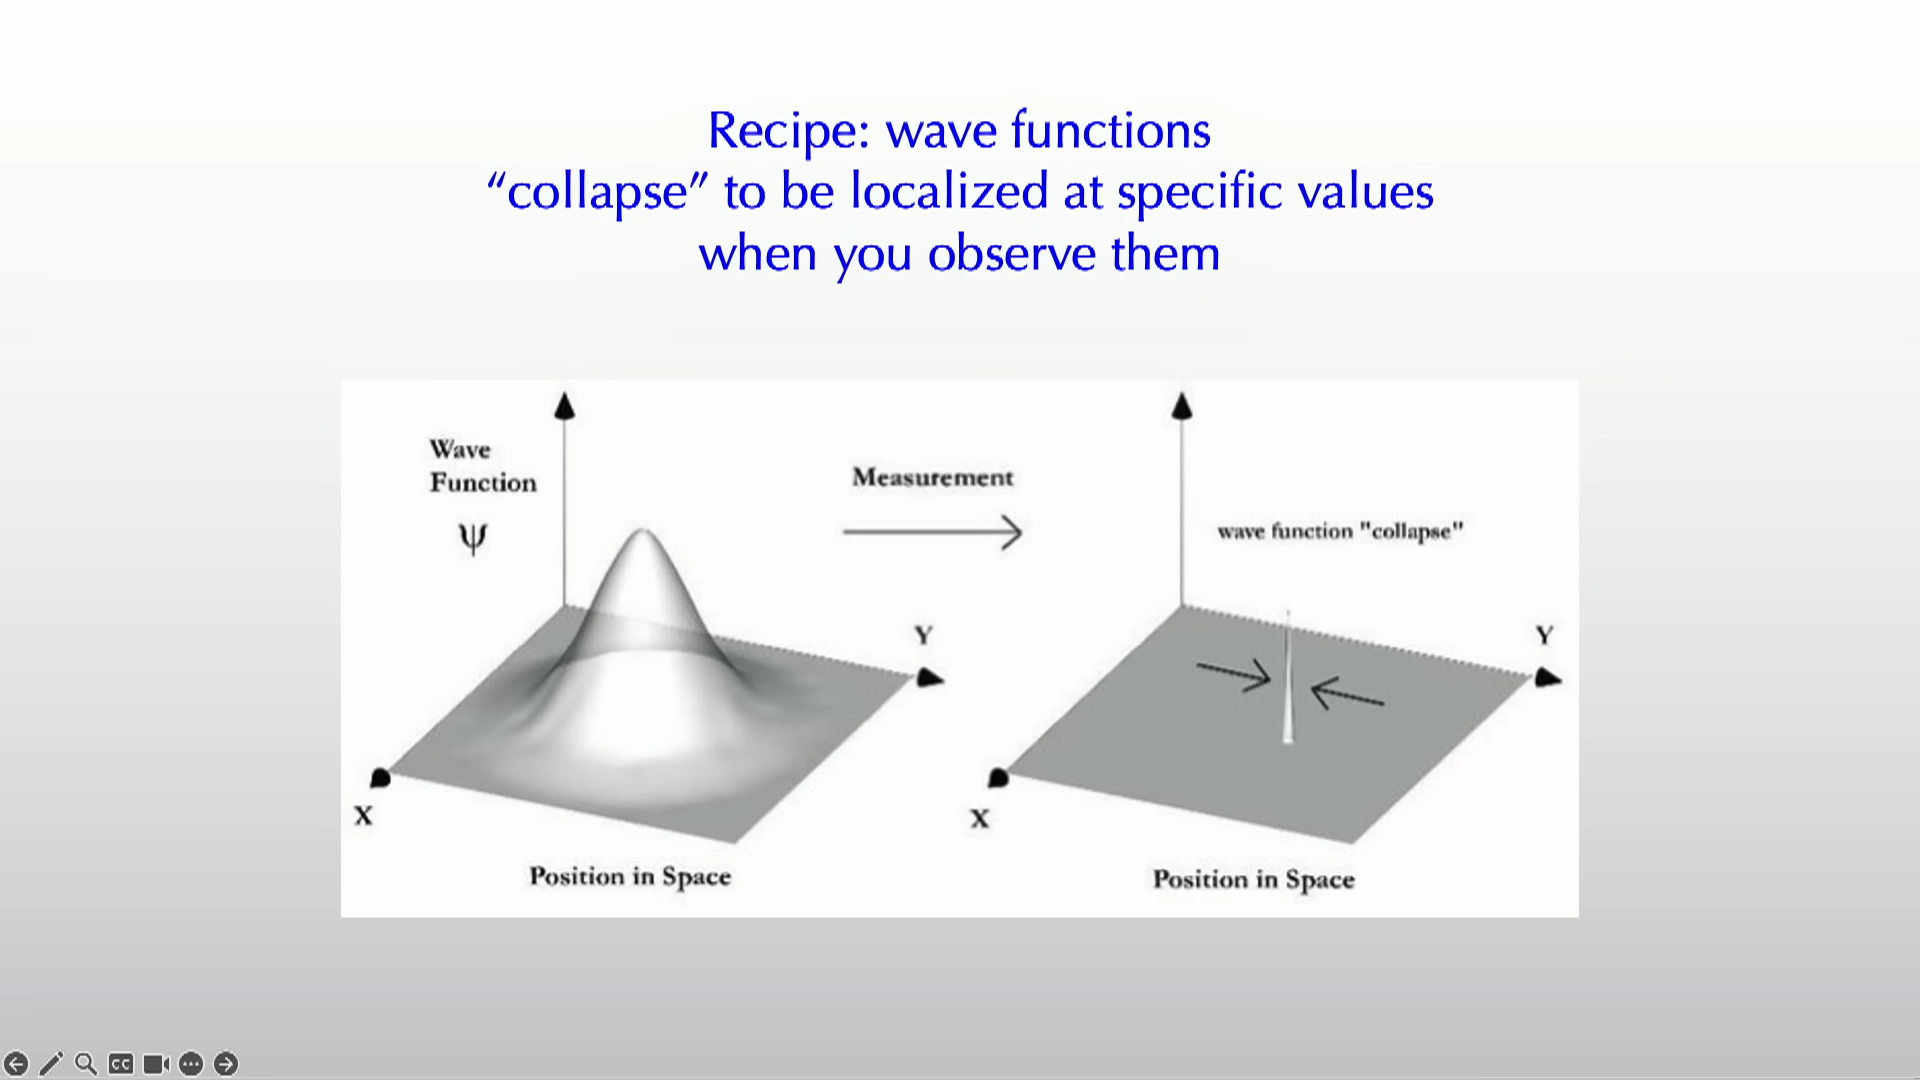 Recipe: wave functions
“collapse” to be localized at specific values
when you observe them
Wave
Function
Ψ
Measurement
wave function "collapse"
Y
X
Position in Space
Y
X
Position in Space
CC